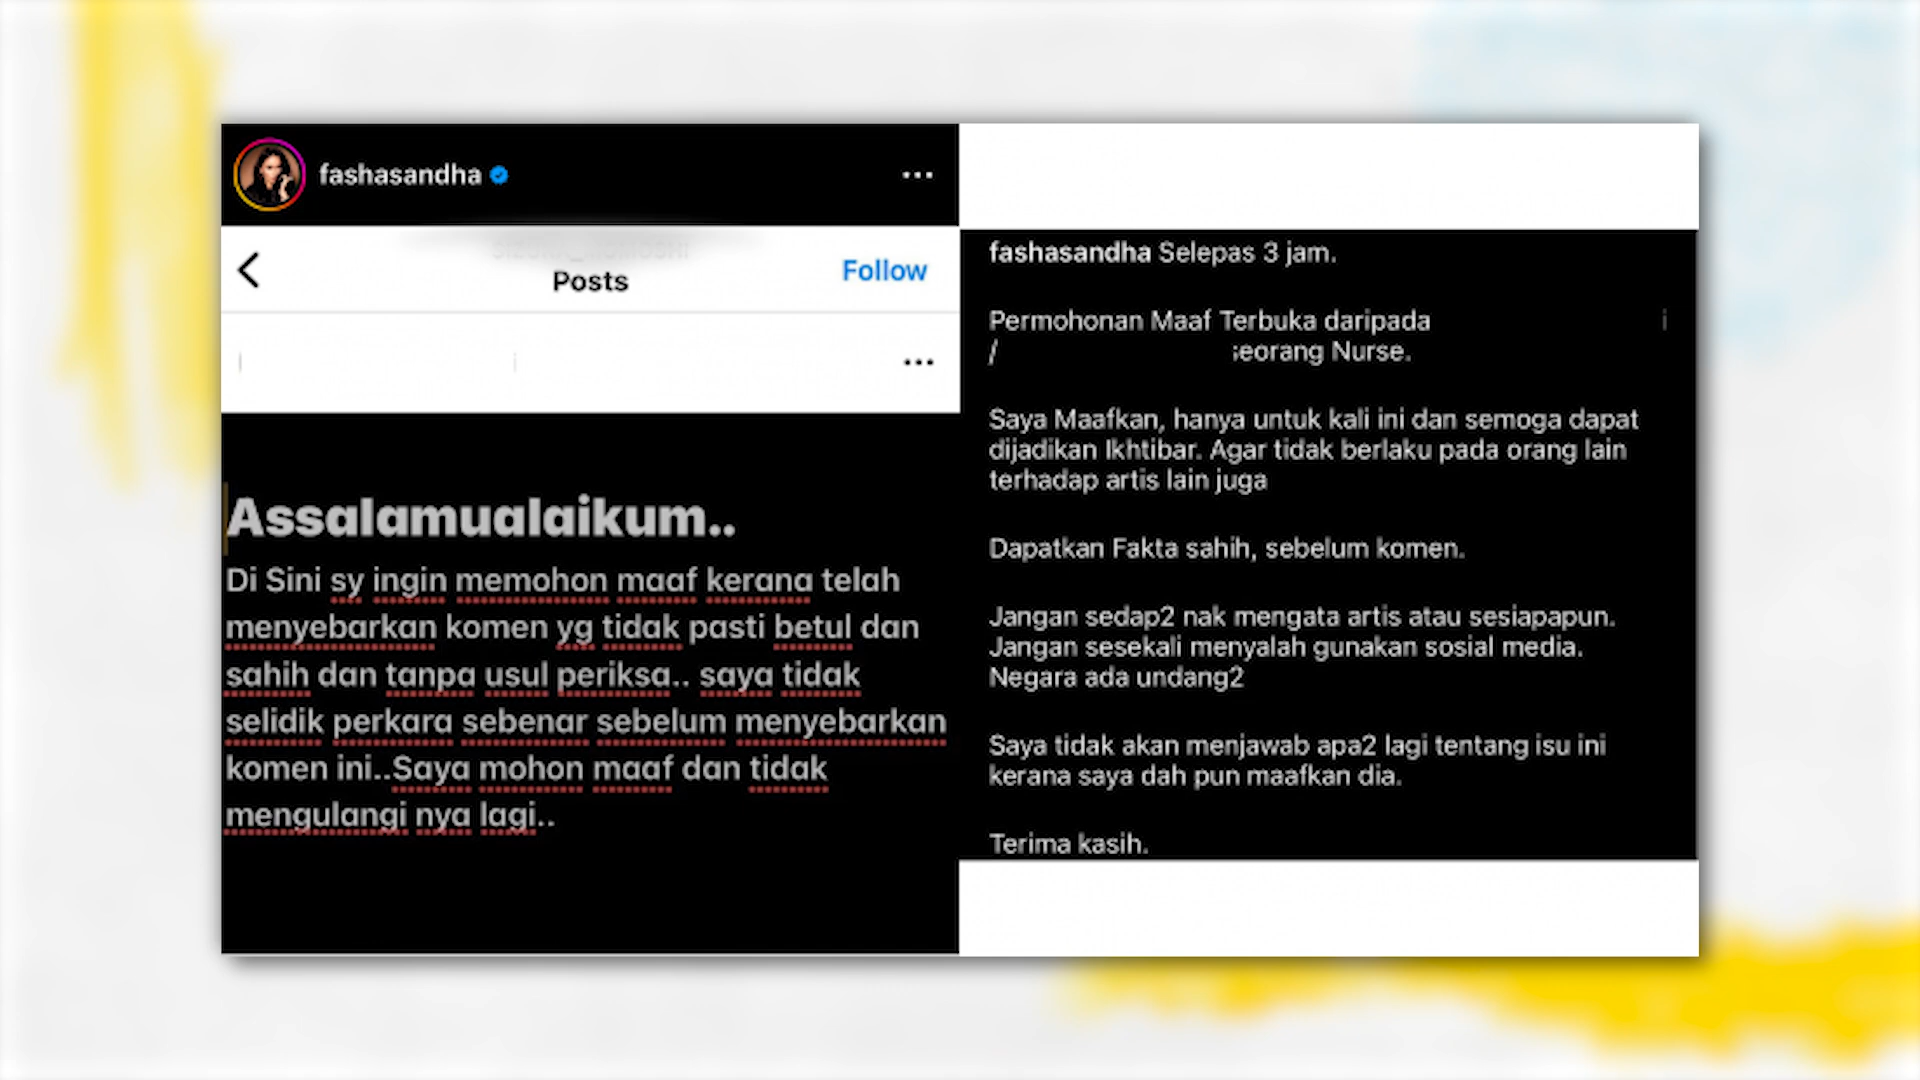 fashasandha
Posts
Follow
Assalamualaikum..
Di Sini sy ingin memohon maaf kerana telah
menyebarkan komen yg tidak pasti betul dan
sahih dan tanpa usul periksa.. saya tidak
selidik perkara sebenar sebelum menyebarkan
komen ini..Saya mohon maaf dan tidak
mengulangi nya lagi..
fashasandha Selepas 3 jam.
Permohonan Maaf Terbuka daripada
/ seorang Nurse.
Saya Maafkan, hanya untuk kali ini dan semoga dapat
dijadikan Ikhtibar. Agar tidak berlaku pada orang lain
terhadap artis lain juga
Dapatkan Fakta sahih, sebelum komen.
Jangan sedap2 nak mengata artis atau sesiapapun.
Jangan sesekali menyalah gunakan sosial media.
Negara ada undang2
Saya tidak akan menjawab apa2 lagi tentang isu ini
kerana saya dah pun maafkan dia.
Terima kasih.